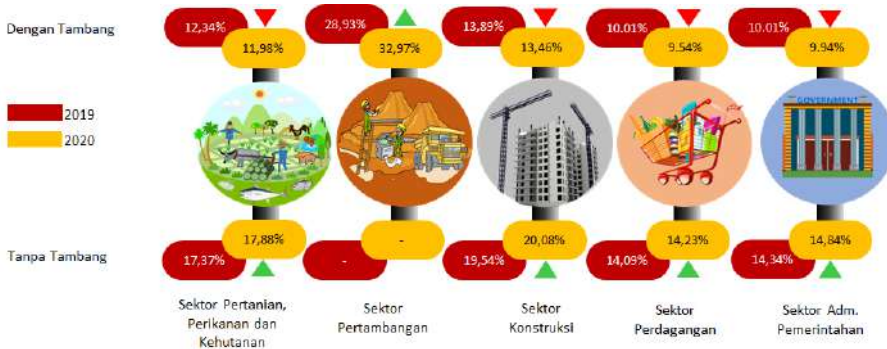 Dengan Tambang
12,34%
11,98%
28,93%
32,97%
13,89%
13,46%
10.01%
9.54%
10.01%
9.94%
2019
2020
GOVERNMENT
Tanpa Tambang
17,37%
17,88%
-
-
19,54%
20,08%
14,09%
14,23%
14,34%
14,84%
Sektor Pertanian,
Perikanan dan
Kehutanan
Sektor
Pertambangan
Sektor
Konstruksi
Sektor
Perdagangan
Sektor Adm.
Pemerintahan